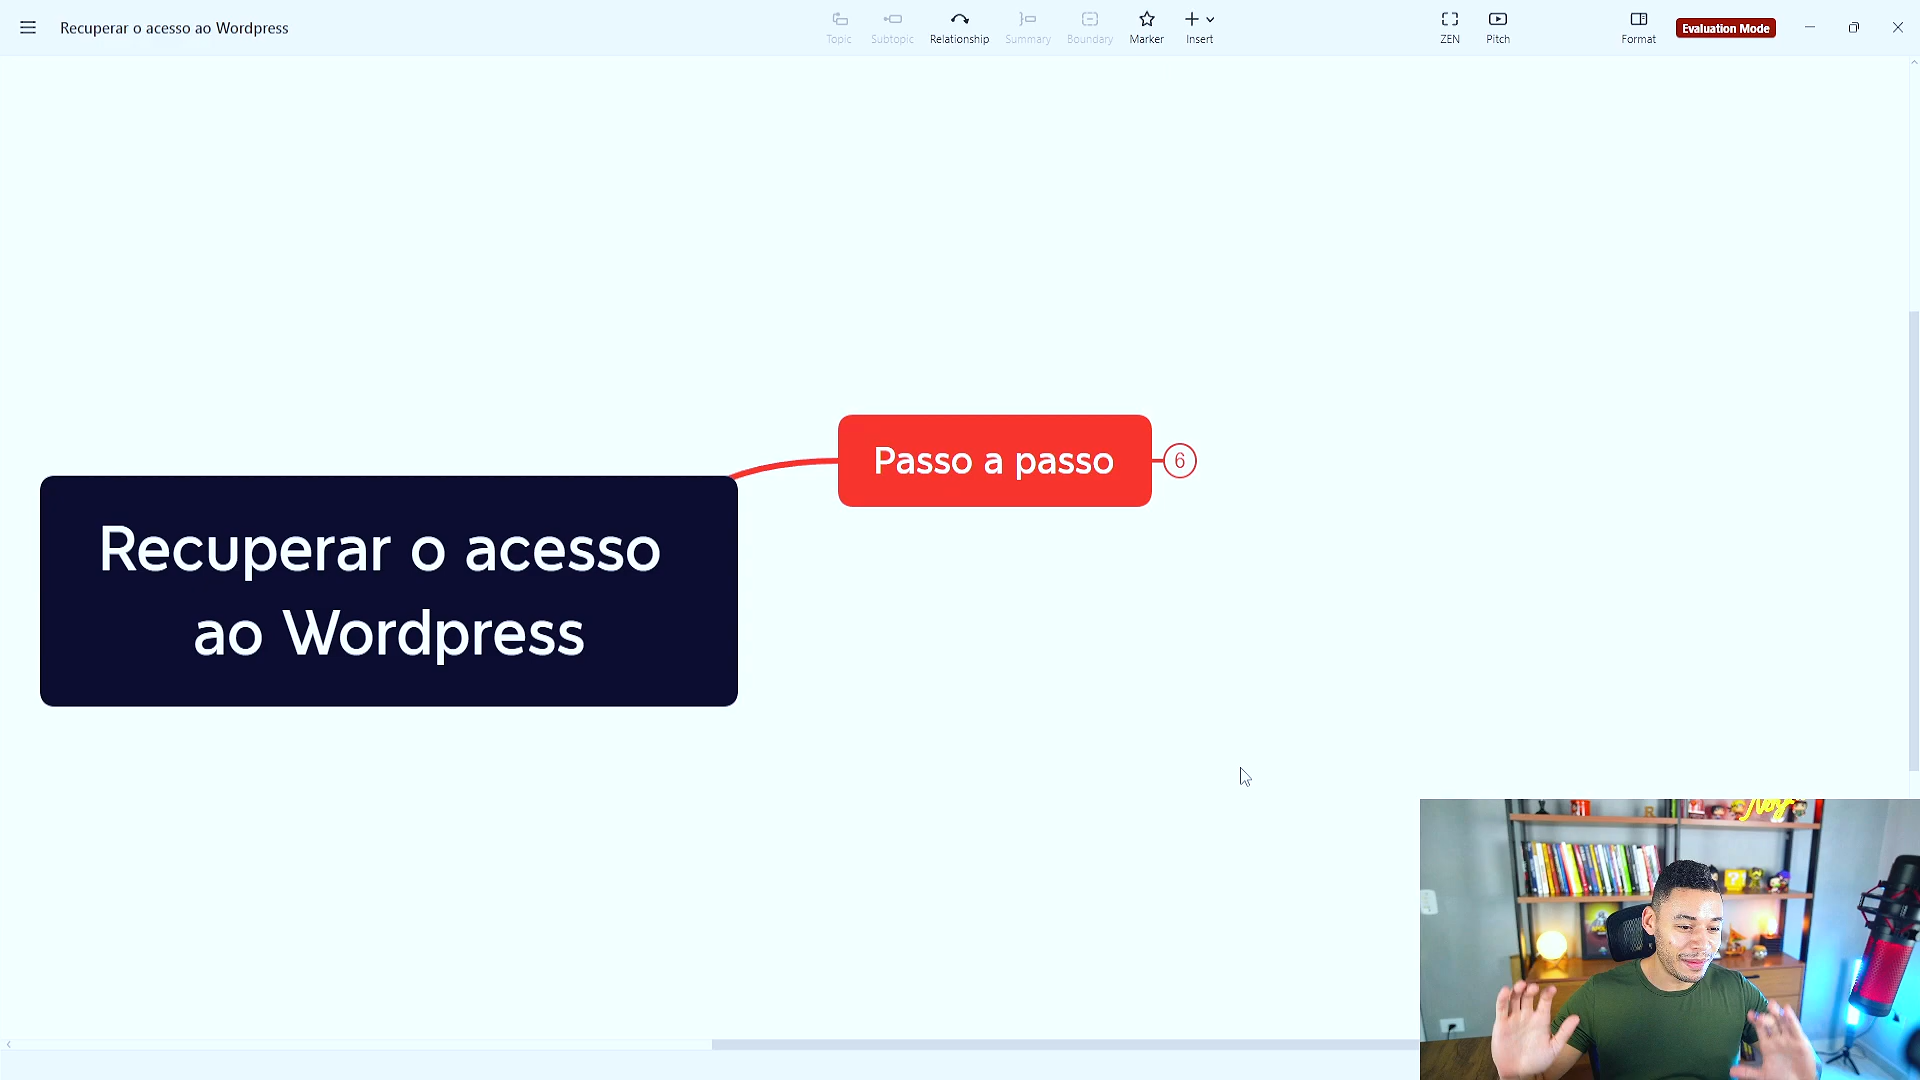 Recuperar o acesso ao Wordpress
Topic
Subtopic
Relationship
Summary
Boundary
Marker
Insert
ZEN
Pitch
Format
Evaluation Mode
Passo a passo
6
Recuperar o acesso
ao Wordpress